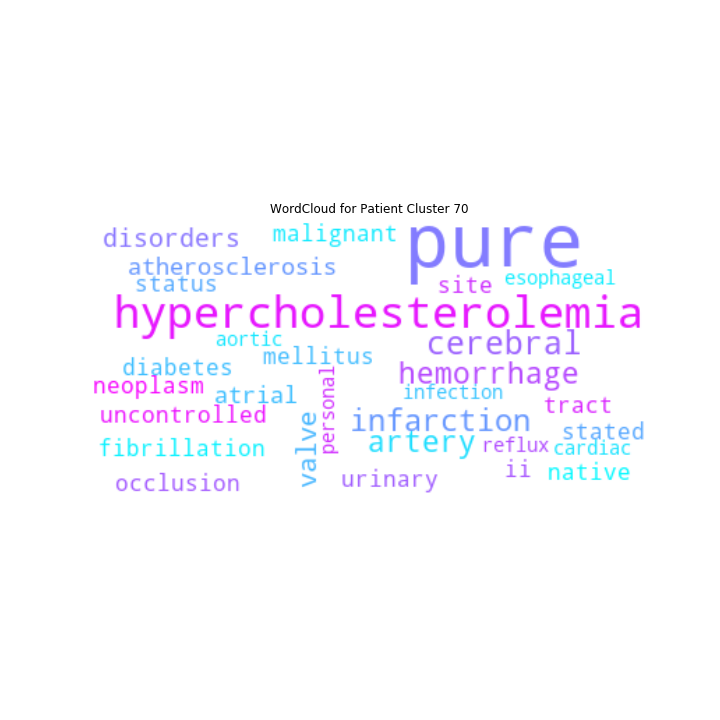 WordCloud for Patient Cluster 70
disorders
malignant
pure
atherosclerosis
status
site
esophageal
hypercholesterolemia
aortic
cerebral
diabetes
mellitus
hemorrhage
neoplasm
atrial
personal
infection
tract
uncontrolled
valve
infarction
stated
fibrillation
artery
reflux
cardiac
occlusion
urinary
ii
native